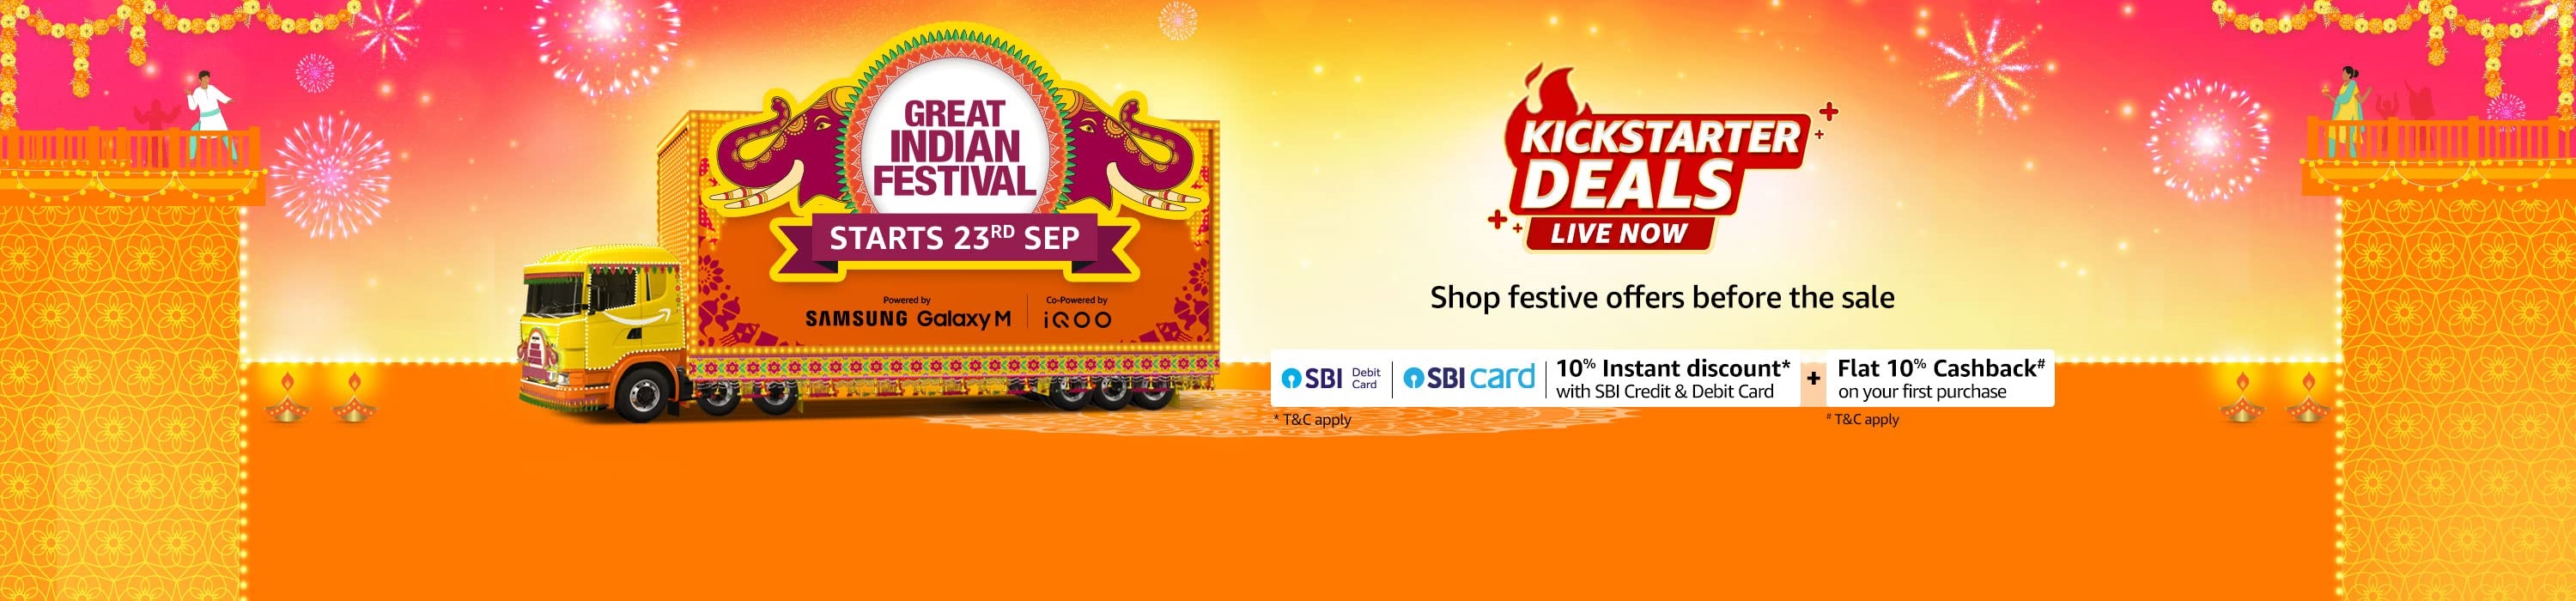 GREAT
INDIAN
FESTIVAL
STARTS 23RD SEP
Powered by
SAMSUNG Galaxy M
Co-Powered by
iQOO
KICKSTARTER
DEALS
LIVE NOW
Shop festive offers before the sale
SBI Debit Card
SBI card
10% Instant discount*
with SBI Credit & Debit Card
+
Flat 10% Cashback#
on your first purchase
* T&C apply
# T&C apply